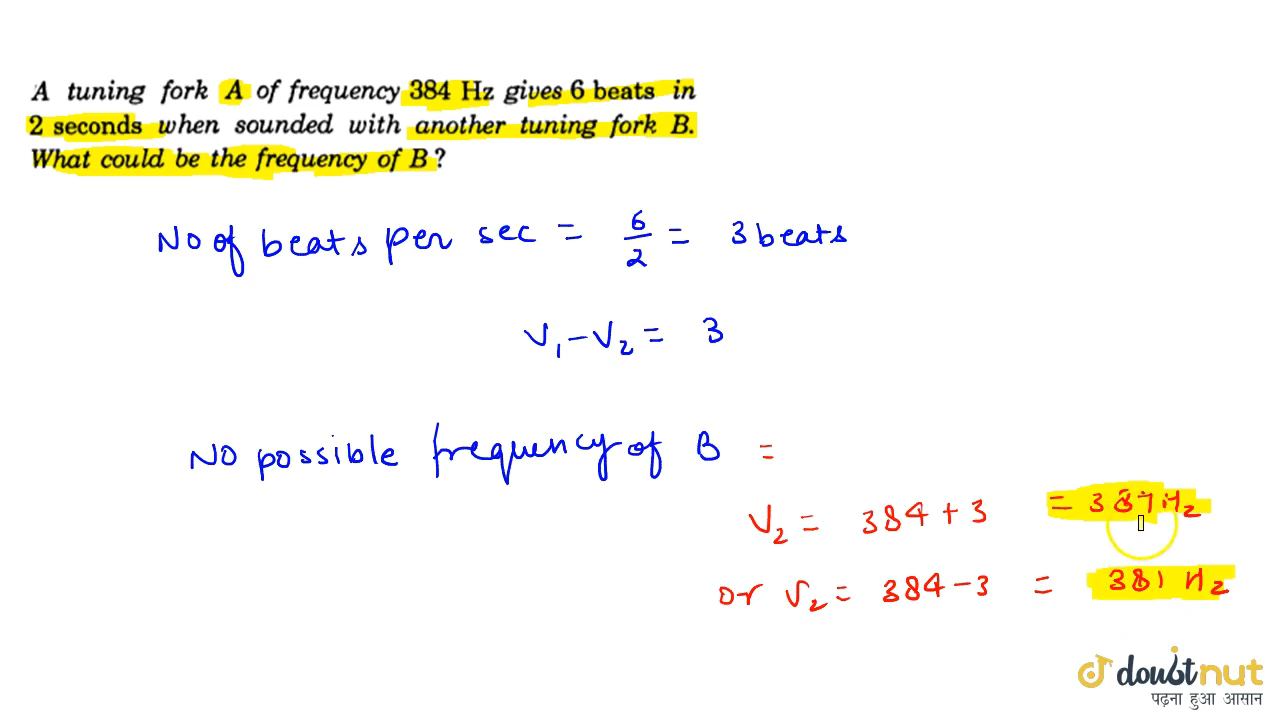 A tuning fork A of frequency 384 Hz gives 6 beats in
2 seconds when sounded with another tuning fork B.
What could be the frequency of B?
No of beats per sec = 6/2 = 3 beats
V₁ - V₂ = 3
No possible frequency of B =
V₂ = 384 + 3 = 387 Hz
or V₂ = 384 - 3 = 381 Hz
doubtnut
पढ़ना हुआ आसान